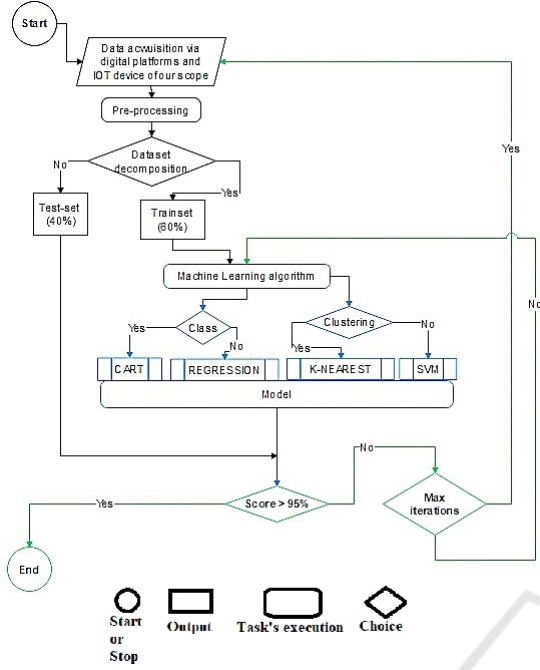 Start
Data acwuisition via
digital platforms and
IOT device of our scope
Pre-processing
Dataset
decomposition
No
Yes
Yes
Test-set
(40%)
Trainset
(60%)
Machine Learning algorithm
No
Class
Clustering
Yes
No
Yes
No
CART
REGRESSION
K-NEAREST
SVM
Model
No
Yes
Score > 95%
Max
iterations
End
Start
or
Stop
Output
Task's execution
Choice